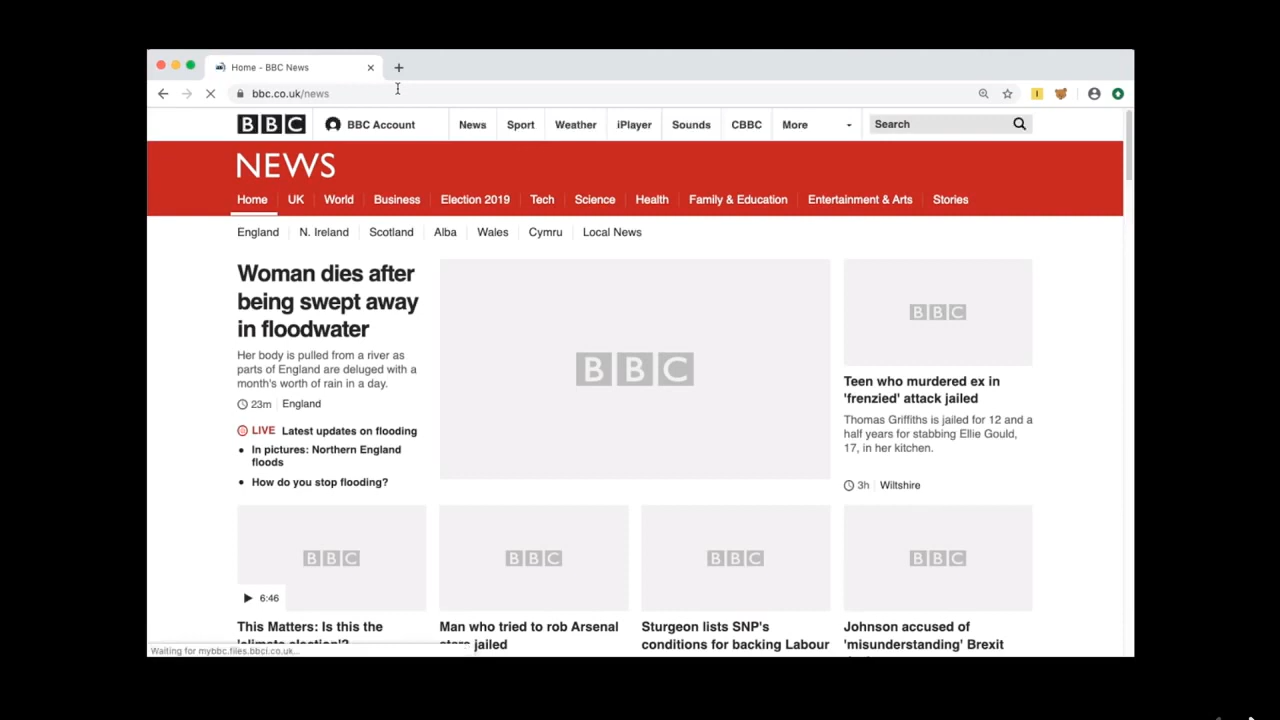 Home - BBC News
bbc.co.uk/news
BBC
BBC Account
News
Sport
Weather
iPlayer
Sounds
CBBC
More
Search
NEWS
Home
UK
World
Business
Election 2019
Tech
Science
Health
Family & Education
Entertainment & Arts
Stories
England
N. Ireland
Scotland
Alba
Wales
Cymru
Local News
Woman dies after
being swept away
in floodwater
Her body is pulled from a river as
parts of England are deluged with a
month's worth of rain in a day.
23m
England
LIVE Latest updates on flooding
In pictures: Northern England
floods
How do you stop flooding?
BBC
BBC
Teen who murdered ex in
'frenzied' attack jailed
Thomas Griffiths is jailed for 12 and a
half years for stabbing Ellie Gould,
17, in her kitchen.
3h
Wiltshire
BBC
6:46
This Matters: Is this the
'climate election'?
BBC
Man who tried to rob Arsenal
stars jailed
BBC
Sturgeon lists SNP's
conditions for backing Labour
BBC
Johnson accused of
'misunderstanding' Brexit
Waiting for mybbc.files.bbci.co.uk...